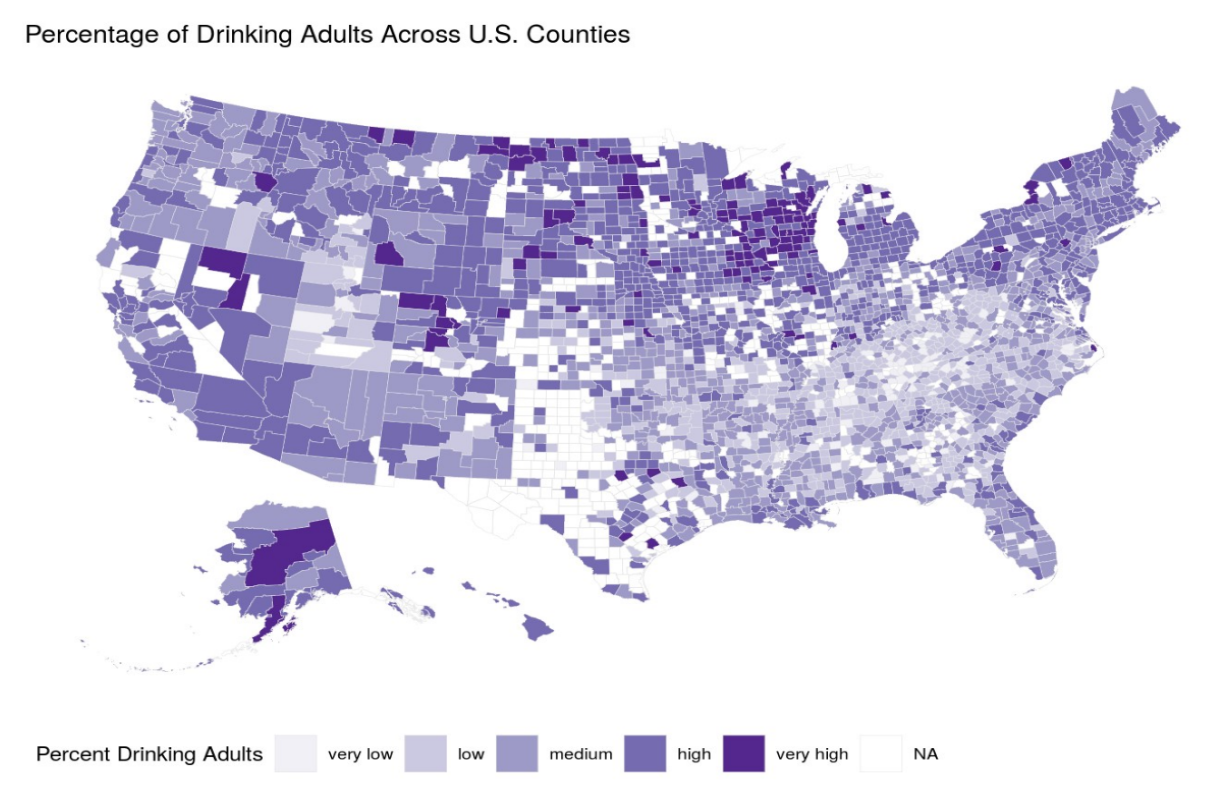 Percentage of Drinking Adults Across U.S. Counties
Percent Drinking Adults very low low medium high very high NA